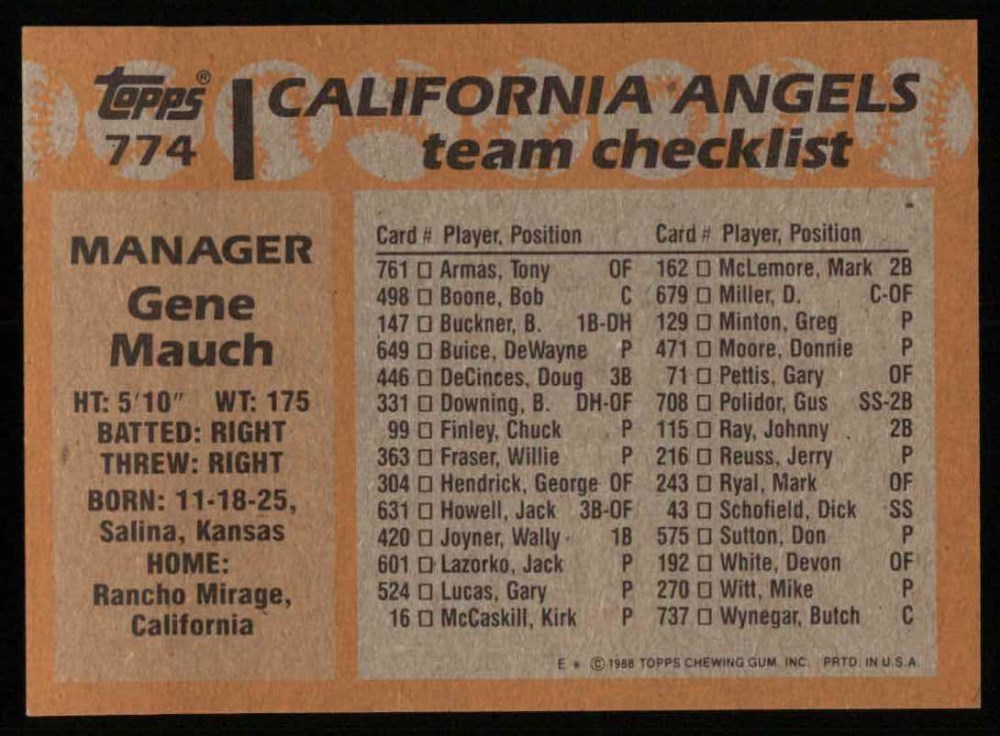 Topps® CALIFORNIA ANGELS
774 team checklist
MANAGER
Gene
Mauch
HT: 5'10" WT: 175
BATTED: RIGHT
THREW: RIGHT
BORN: 11-18-25,
Salina, Kansas
HOME:
Rancho Mirage,
California
Card # Player, Position
761 □ Armas, Tony OF
498 □ Boone, Bob C
147 □ Buckner, B. 1B-DH
649 □ Buice, DeWayne P
446 □ DeCinces, Doug 3B
331 □ Downing, B. DH-OF
99 □ Finley, Chuck P
363 □ Fraser, Willie P
304 □ Hendrick, George OF
631 □ Howell, Jack 3B-OF
420 □ Joyner, Wally 1B
601 □ Lazorko, Jack P
524 □ Lucas, Gary P
16 □ McCaskill, Kirk P
Card # Player, Position
162 □ McLemore, Mark 2B
679 □ Miller, D. C-OF
129 □ Minton, Greg P
471 □ Moore, Donnie P
71 □ Pettis, Gary OF
708 □ Polidor, Gus SS-2B
115 □ Ray, Johnny 2B
216 □ Reuss, Jerry P
243 □ Ryal, Mark OF
43 □ Schofield, Dick SS
575 □ Sutton, Don P
192 □ White, Devon OF
270 □ Witt, Mike P
737 □ Wynegar, Butch C
E * © 1988 TOPPS CHEWING GUM, INC. PRTD. IN U.S.A.